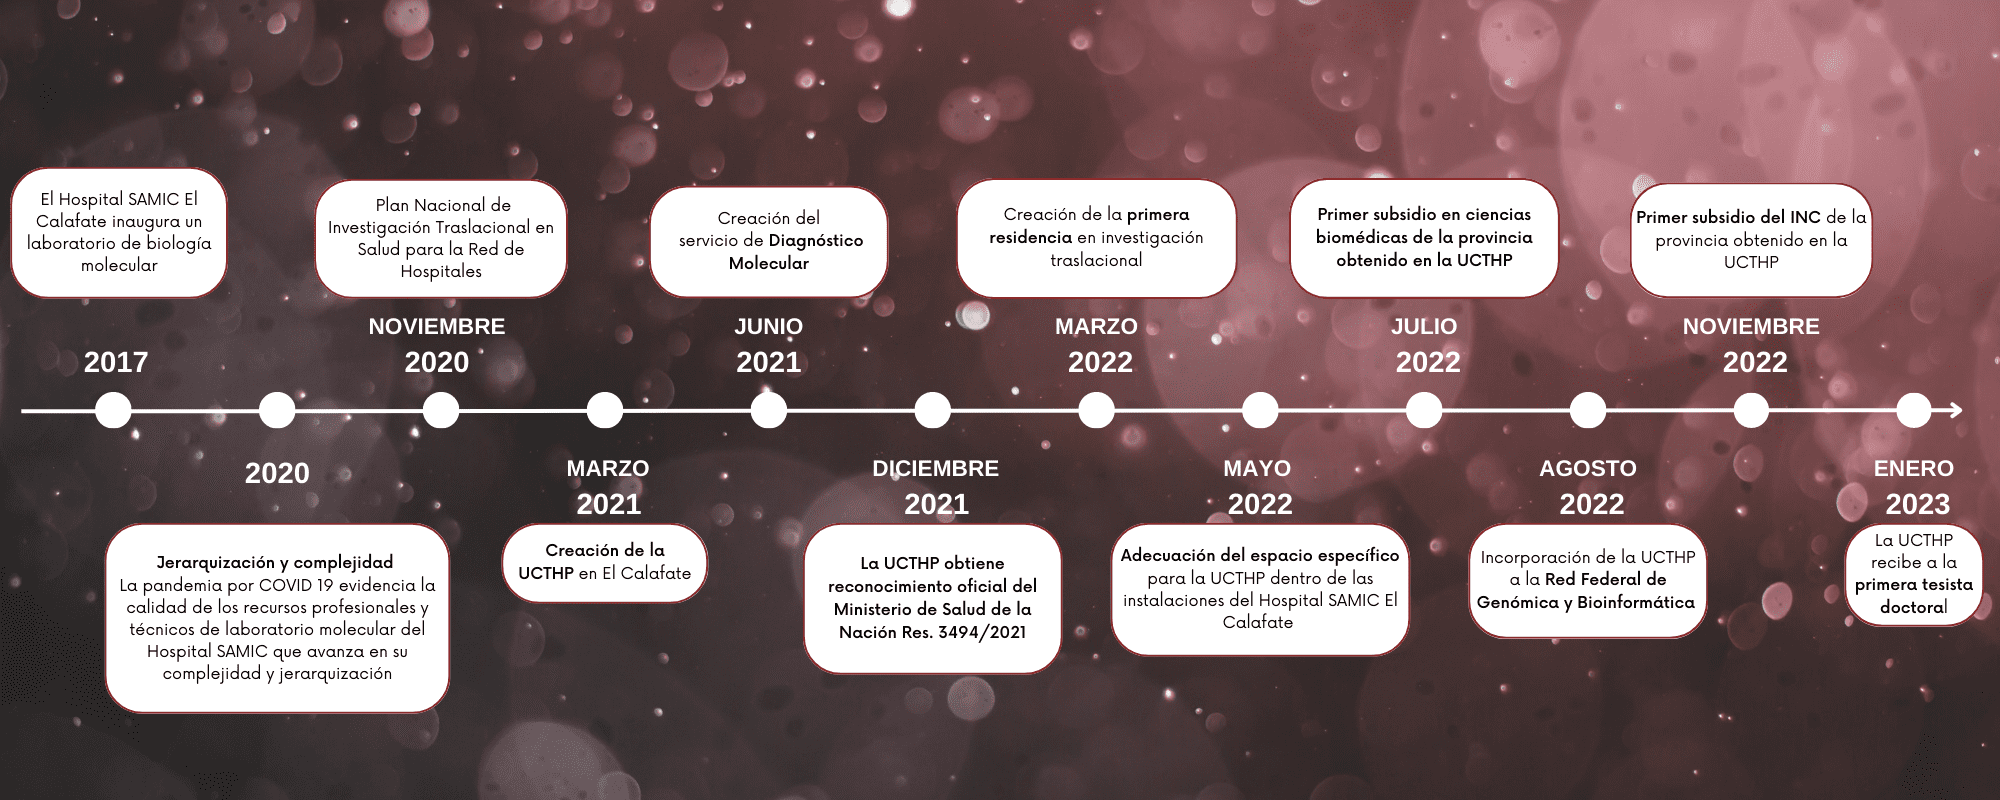 El Hospital SAMIC El
Calafate inaugura un
laboratorio de biología
molecular
2017
2020
Jerarquización y complejidad
La pandemia por COVID 19 evidencia la
calidad de los recursos profesionales y
técnicos de laboratorio molecular del
Hospital SAMIC que avanza en su
complejidad y jerarquización
Plan Nacional de
Investigación Traslacional en
Salud para la Red de
Hospitales
NOVIEMBRE
2020
MARZO
2021
Creación de la
UCTHP en El Calafate
Creación del
servicio de Diagnóstico
Molecular
JUNIO
2021
DICIEMBRE
2021
La UCTHP obtiene
reconocimiento oficial del
Ministerio de Salud de la
Nación Res. 3494/2021
Creación de la primera
residencia en investigación
traslacional
MARZO
2022
MAYO
2022
Adecuación del espacio específico
para la UCTHP dentro de las
instalaciones del Hospital SAMIC El
Calafate
Primer subsidio en ciencias
biomédicas de la provincia
obtenido en la UCTHP
JULIO
2022
AGOSTO
2022
Incorporación de la UCTHP
a la Red Federal de
Genómica y Bioinformática
Primer subsidio del INC de la
provincia obtenido en la
UCTHP
NOVIEMBRE
2022
ENERO
2023
La UCTHP
recibe a la
primera tesista
doctoral